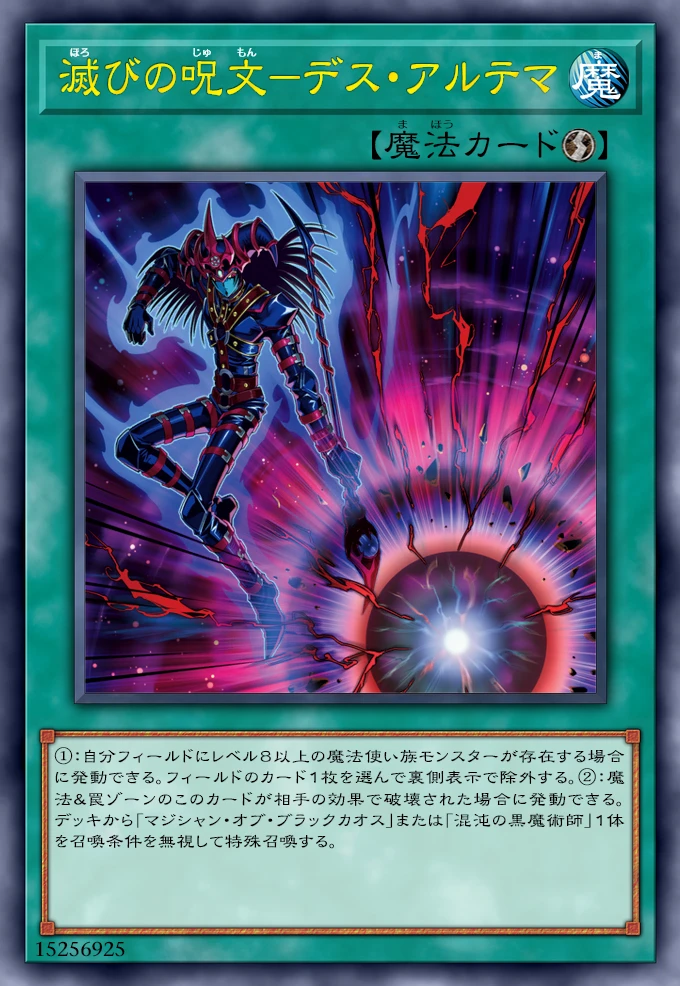 滅びの呪文－デス・アルテマ 魔
【魔法カード】
①：自分フィールドにレベル８以上の魔法使い族モンスターが存在する場合
に発動できる。フィールドのカード１枚を選んで裏側表示で除外する。②：魔
法&罠ゾーンのこのカードが相手の効果で破壊された場合に発動できる。
デッキから「マジシャン・オブ・ブラックカオス」または「混沌の黒魔術師」１体
を召喚条件を無視して特殊召喚する。
15256925